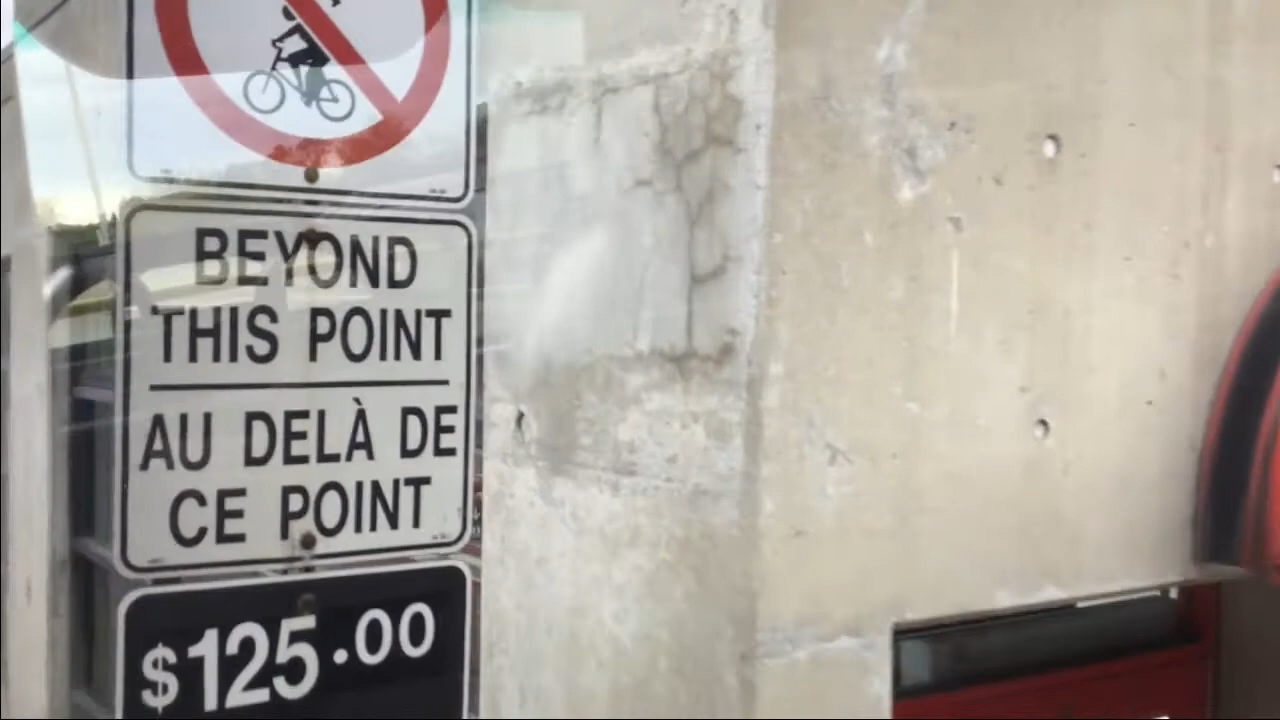 BEYOND
THIS POINT
AU DELÀ DE
CE POINT
$125.00